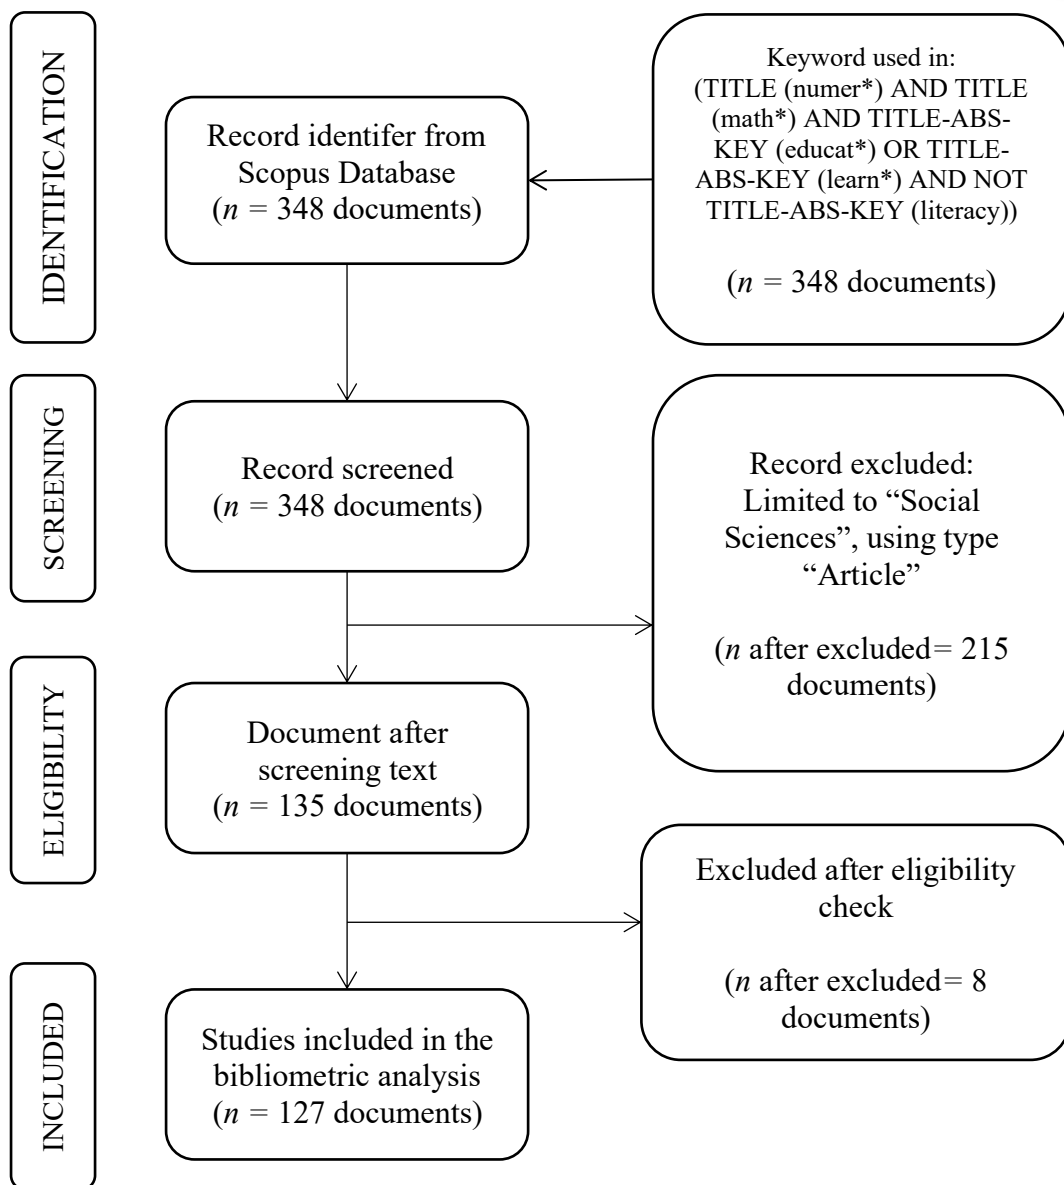 IDENTIFICATION
Record identifer from
Scopus Database
(n = 348 documents)
Keyword used in:
(TITLE (numer*) AND TITLE
(math*) AND TITLE-ABS-
KEY (educat*) OR TITLE-
ABS-KEY (learn*) AND NOT
TITLE-ABS-KEY (literacy))
(n = 348 documents)
SCREENING
Record screened
(n = 348 documents)
Record excluded:
Limited to “Social
Sciences”, using type
“Article”
(n after excluded= 215
documents)
ELIGIBILITY
Document after
screening text
(n = 135 documents)
Excluded after eligibility
check
(n after excluded= 8
documents)
INCLUDED
Studies included in the
bibliometric analysis
(n = 127 documents)